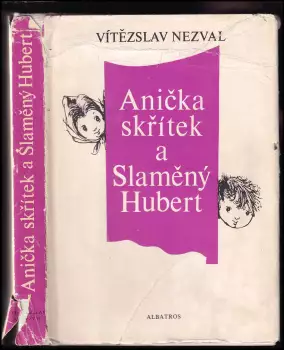 VÍTĚZSLAV NEZVAL
Anička
skřítek
a
Slaměný
Hubert
ALBATROS
Anička skřítek a Slaměný Hubert